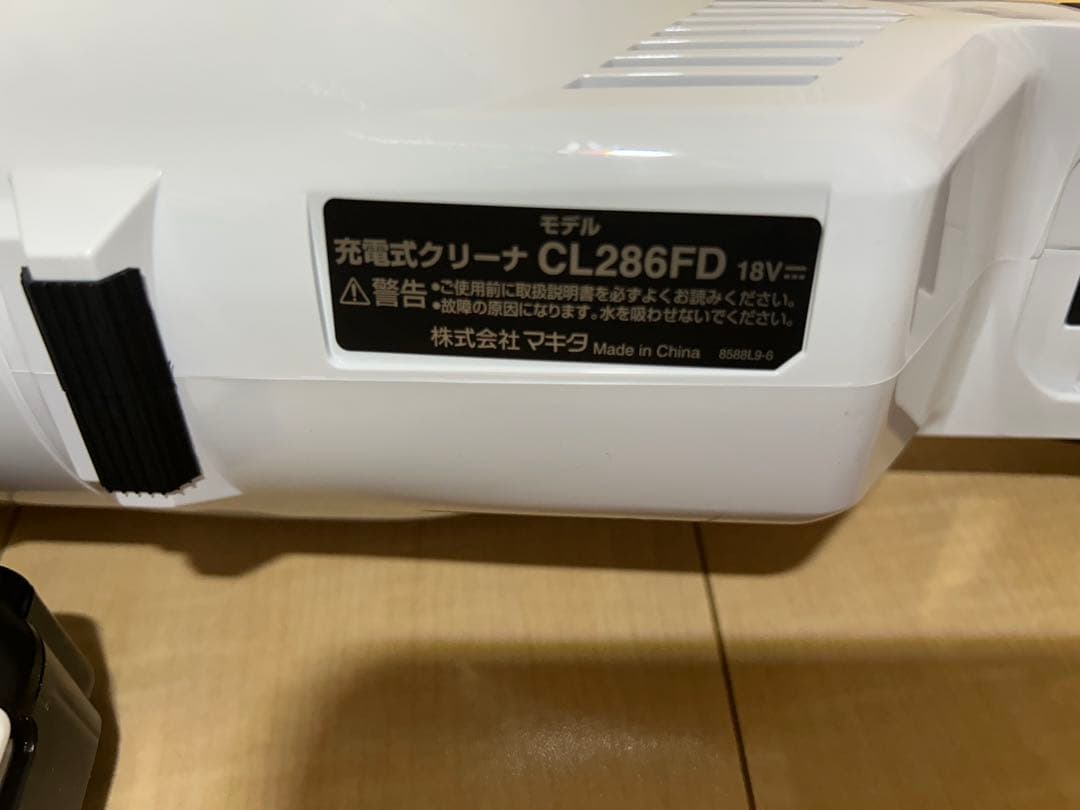 モデル
充電式クリーナ CL286FD 18V⎓
⚠警告 •ご使用前に取扱説明書を必ずよくお読みください。
•故障の原因になります。水を吸わせないでください。
株式会社 マキタ Made in China 8588L9-6